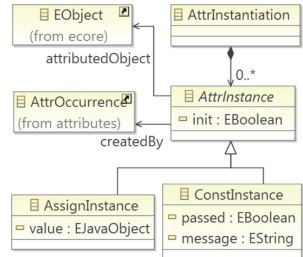 EObject
(from ecore)
AttrInstantiation
attributedObject
0..*
AttrOccurrence
(from attributes)
createdBy
AttrInstance
init : EBoolean
AssignInstance
value : EJavaObject
ConstInstance
passed : EBoolean
message : EString